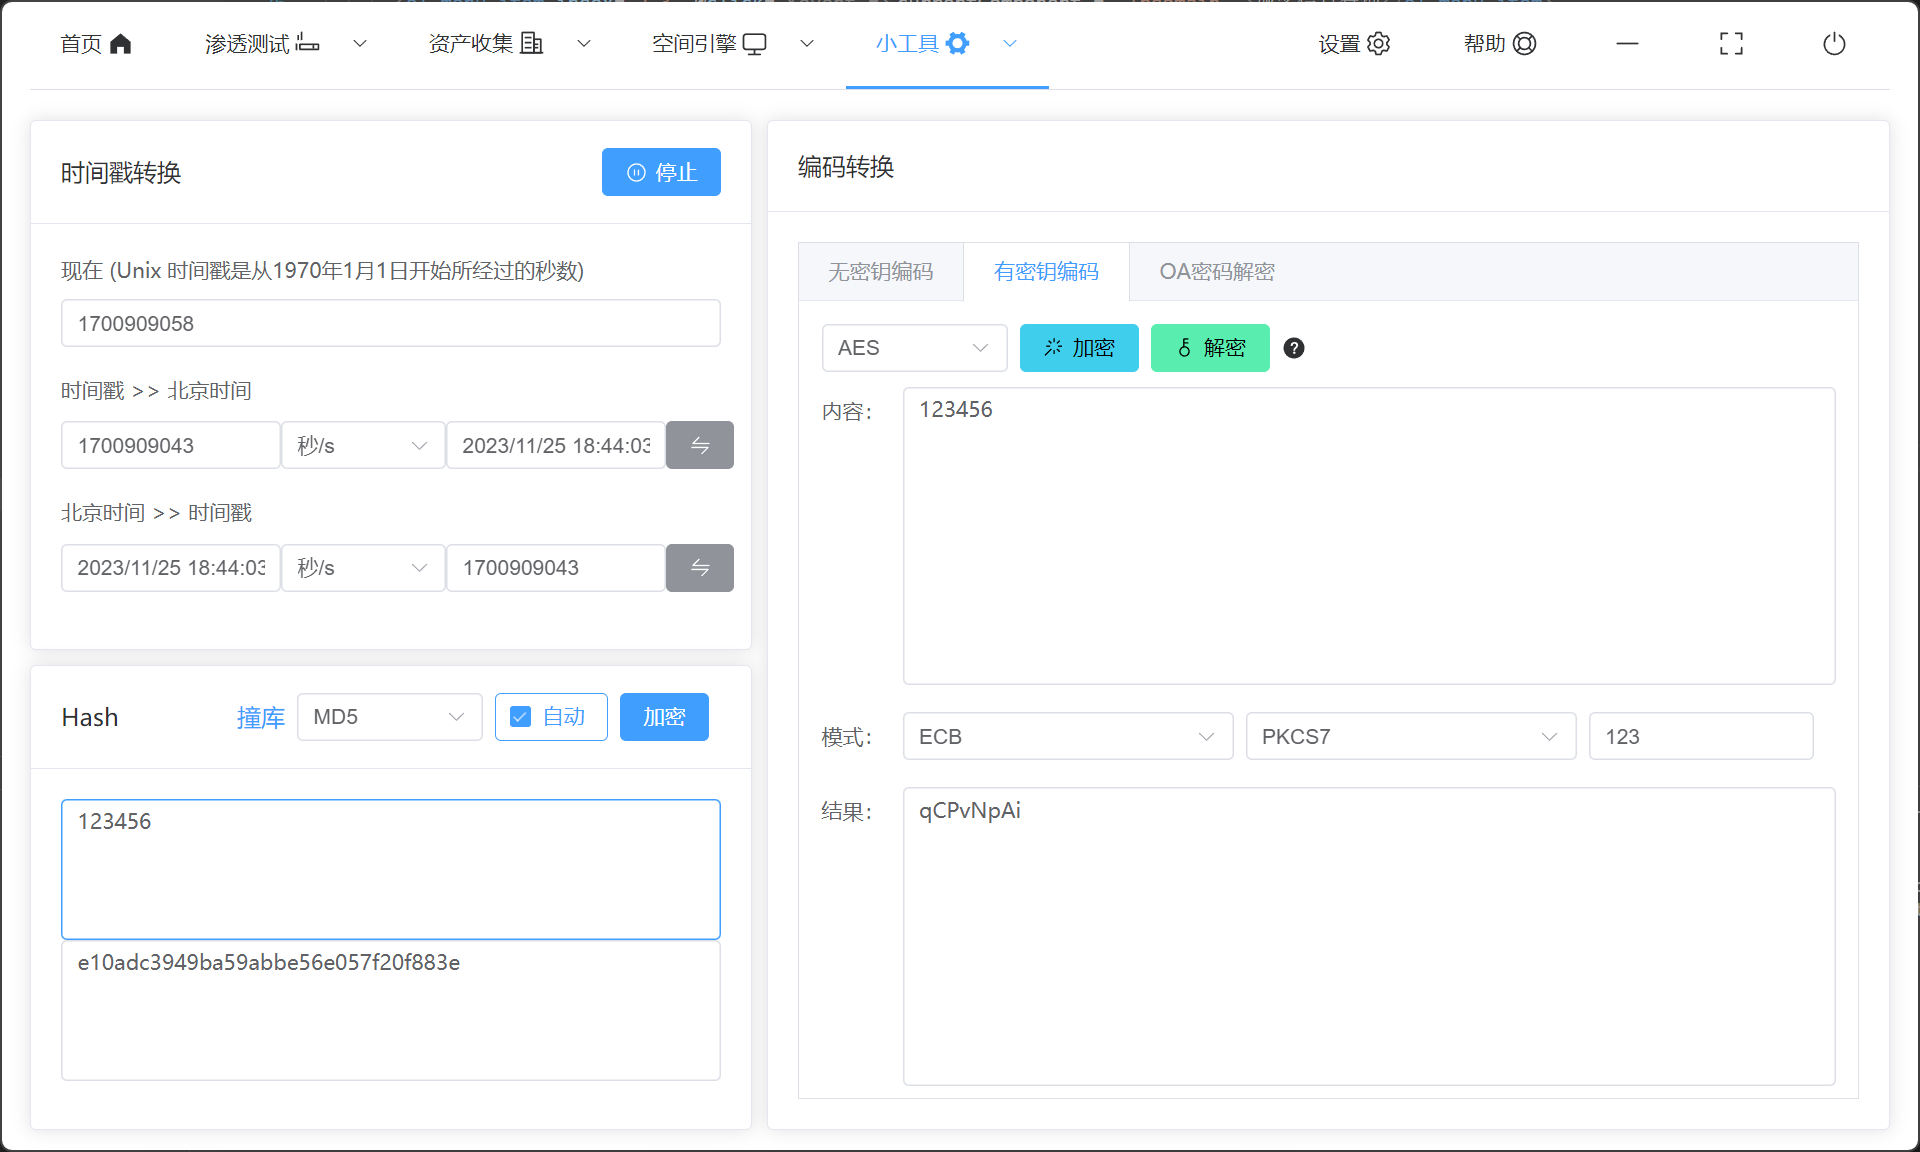 首页 渗透测试 资产收集 空间引擎 小工具 设置 帮助
时间戳转换
停止
现在 (Unix 时间戳是从1970年1月1日开始所经过的秒数)
1700909058
时间戳 >> 北京时间
1700909043 秒/s 2023/11/25 18:44:03
北京时间 >> 时间戳
2023/11/25 18:44:03 秒/s 1700909043
Hash 撞库 MD5 自动 加密
123456
e10adc3949ba59abbe56e057f20f883e
编码转换
无密钥编码 有密钥编码 OA密码解密
AES 加密 解密
内容: 123456
模式: ECB PKCS7 123
结果: qCPvNpAi